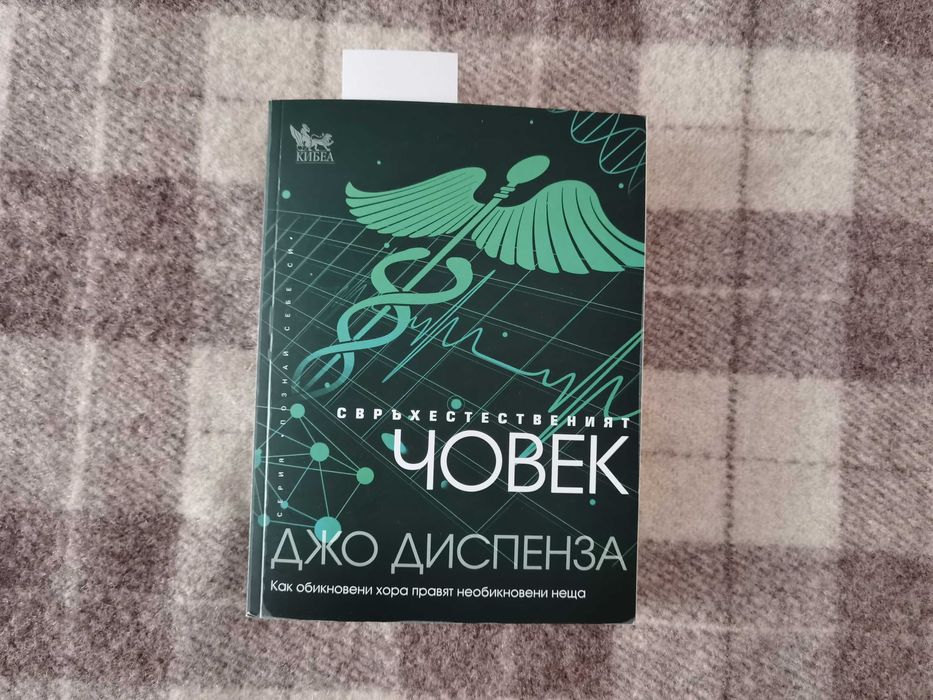 КИБЕА
СЕРИЯ • ПОЗНАЙ СЕБЕ СИ •
СВРЪХЕСТЕСТВЕНИЯТ
ЧОВЕК
ДЖО ДИСПЕНЗА
Как обикновени хора правят необикновени неща